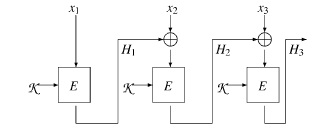 x₁ x₂ x₃
H₁ H₂ H₃
𝒦 E 𝒦 E 𝒦 E